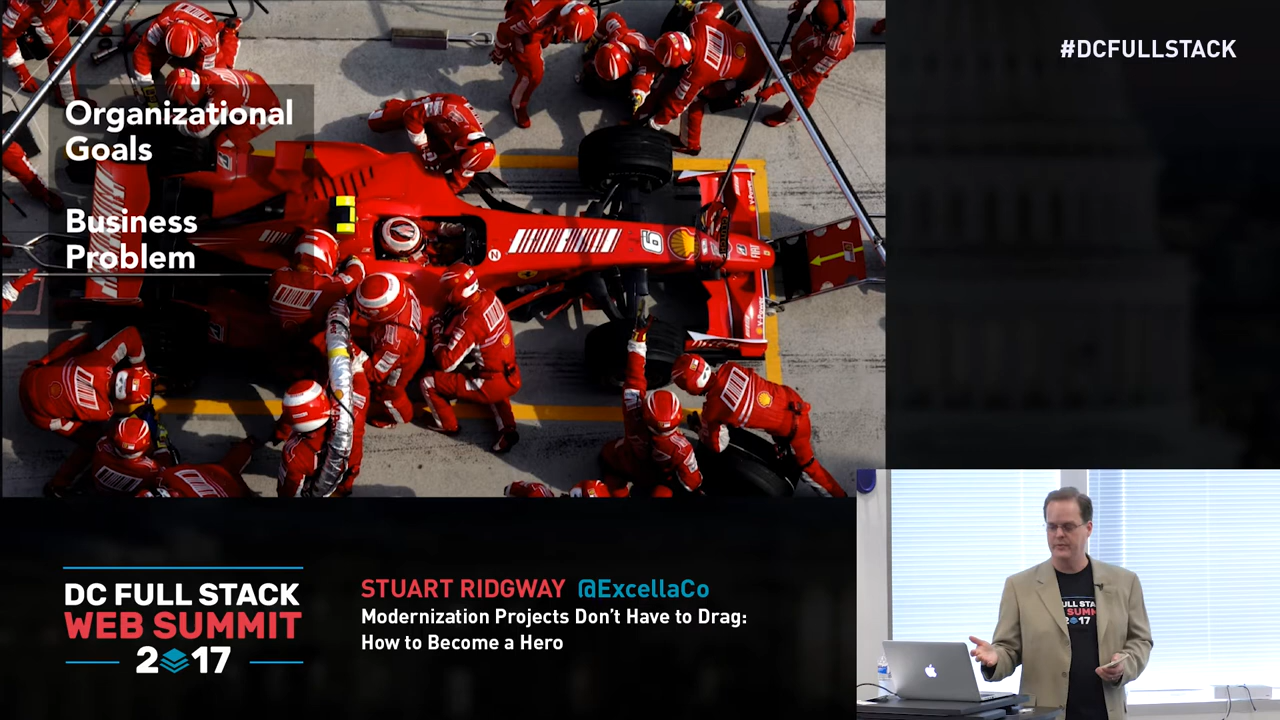 #DCFULLSTACK
Organizational
Goals
Business
Problem
6
DC FULL STACK
WEB SUMMIT
2017
STUART RIDGWAY @ExcellaCo
Modernization Projects Don't Have to Drag:
How to Become a Hero